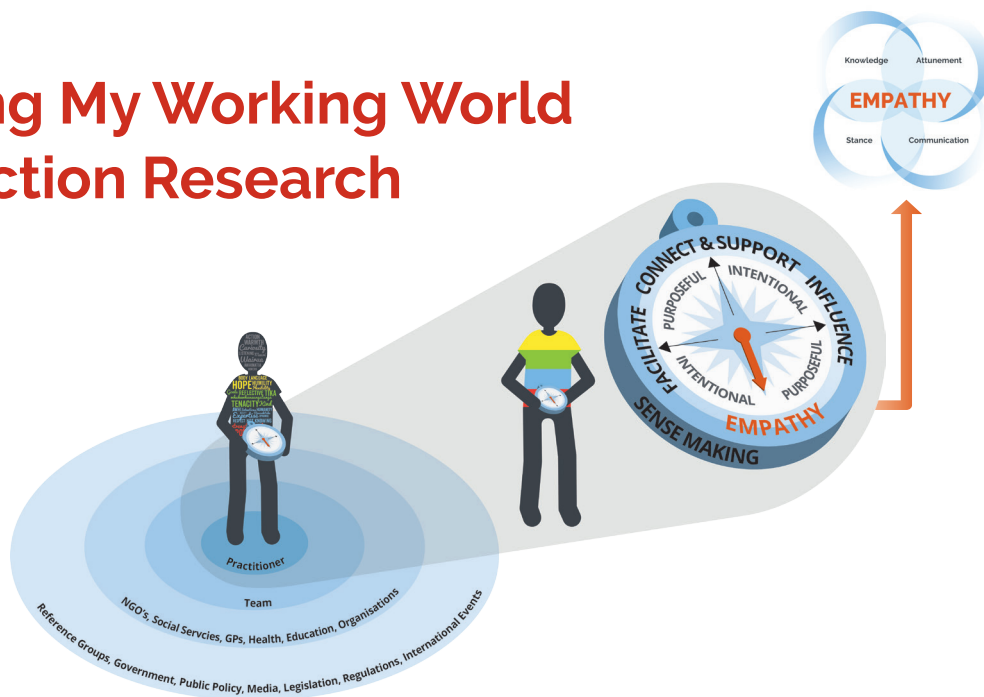 ng My Working World
ction Research
Knowledge
Attunement
EMPATHY
Stance
Communication
FACILITATE
CONNECT & SUPPORT
INFLUENCE
PURPOSEFUL
INTENTIONAL
INTENTIONAL
PURPOSEFUL
EMPATHY
SENSE MAKING
HOPE
TENACITY
Practitioner
Team
NGO's, Social Servcies, GPs, Health, Education, Organisations
Reference Groups, Government, Public Policy, Media, Legislation, Regulations, International Events